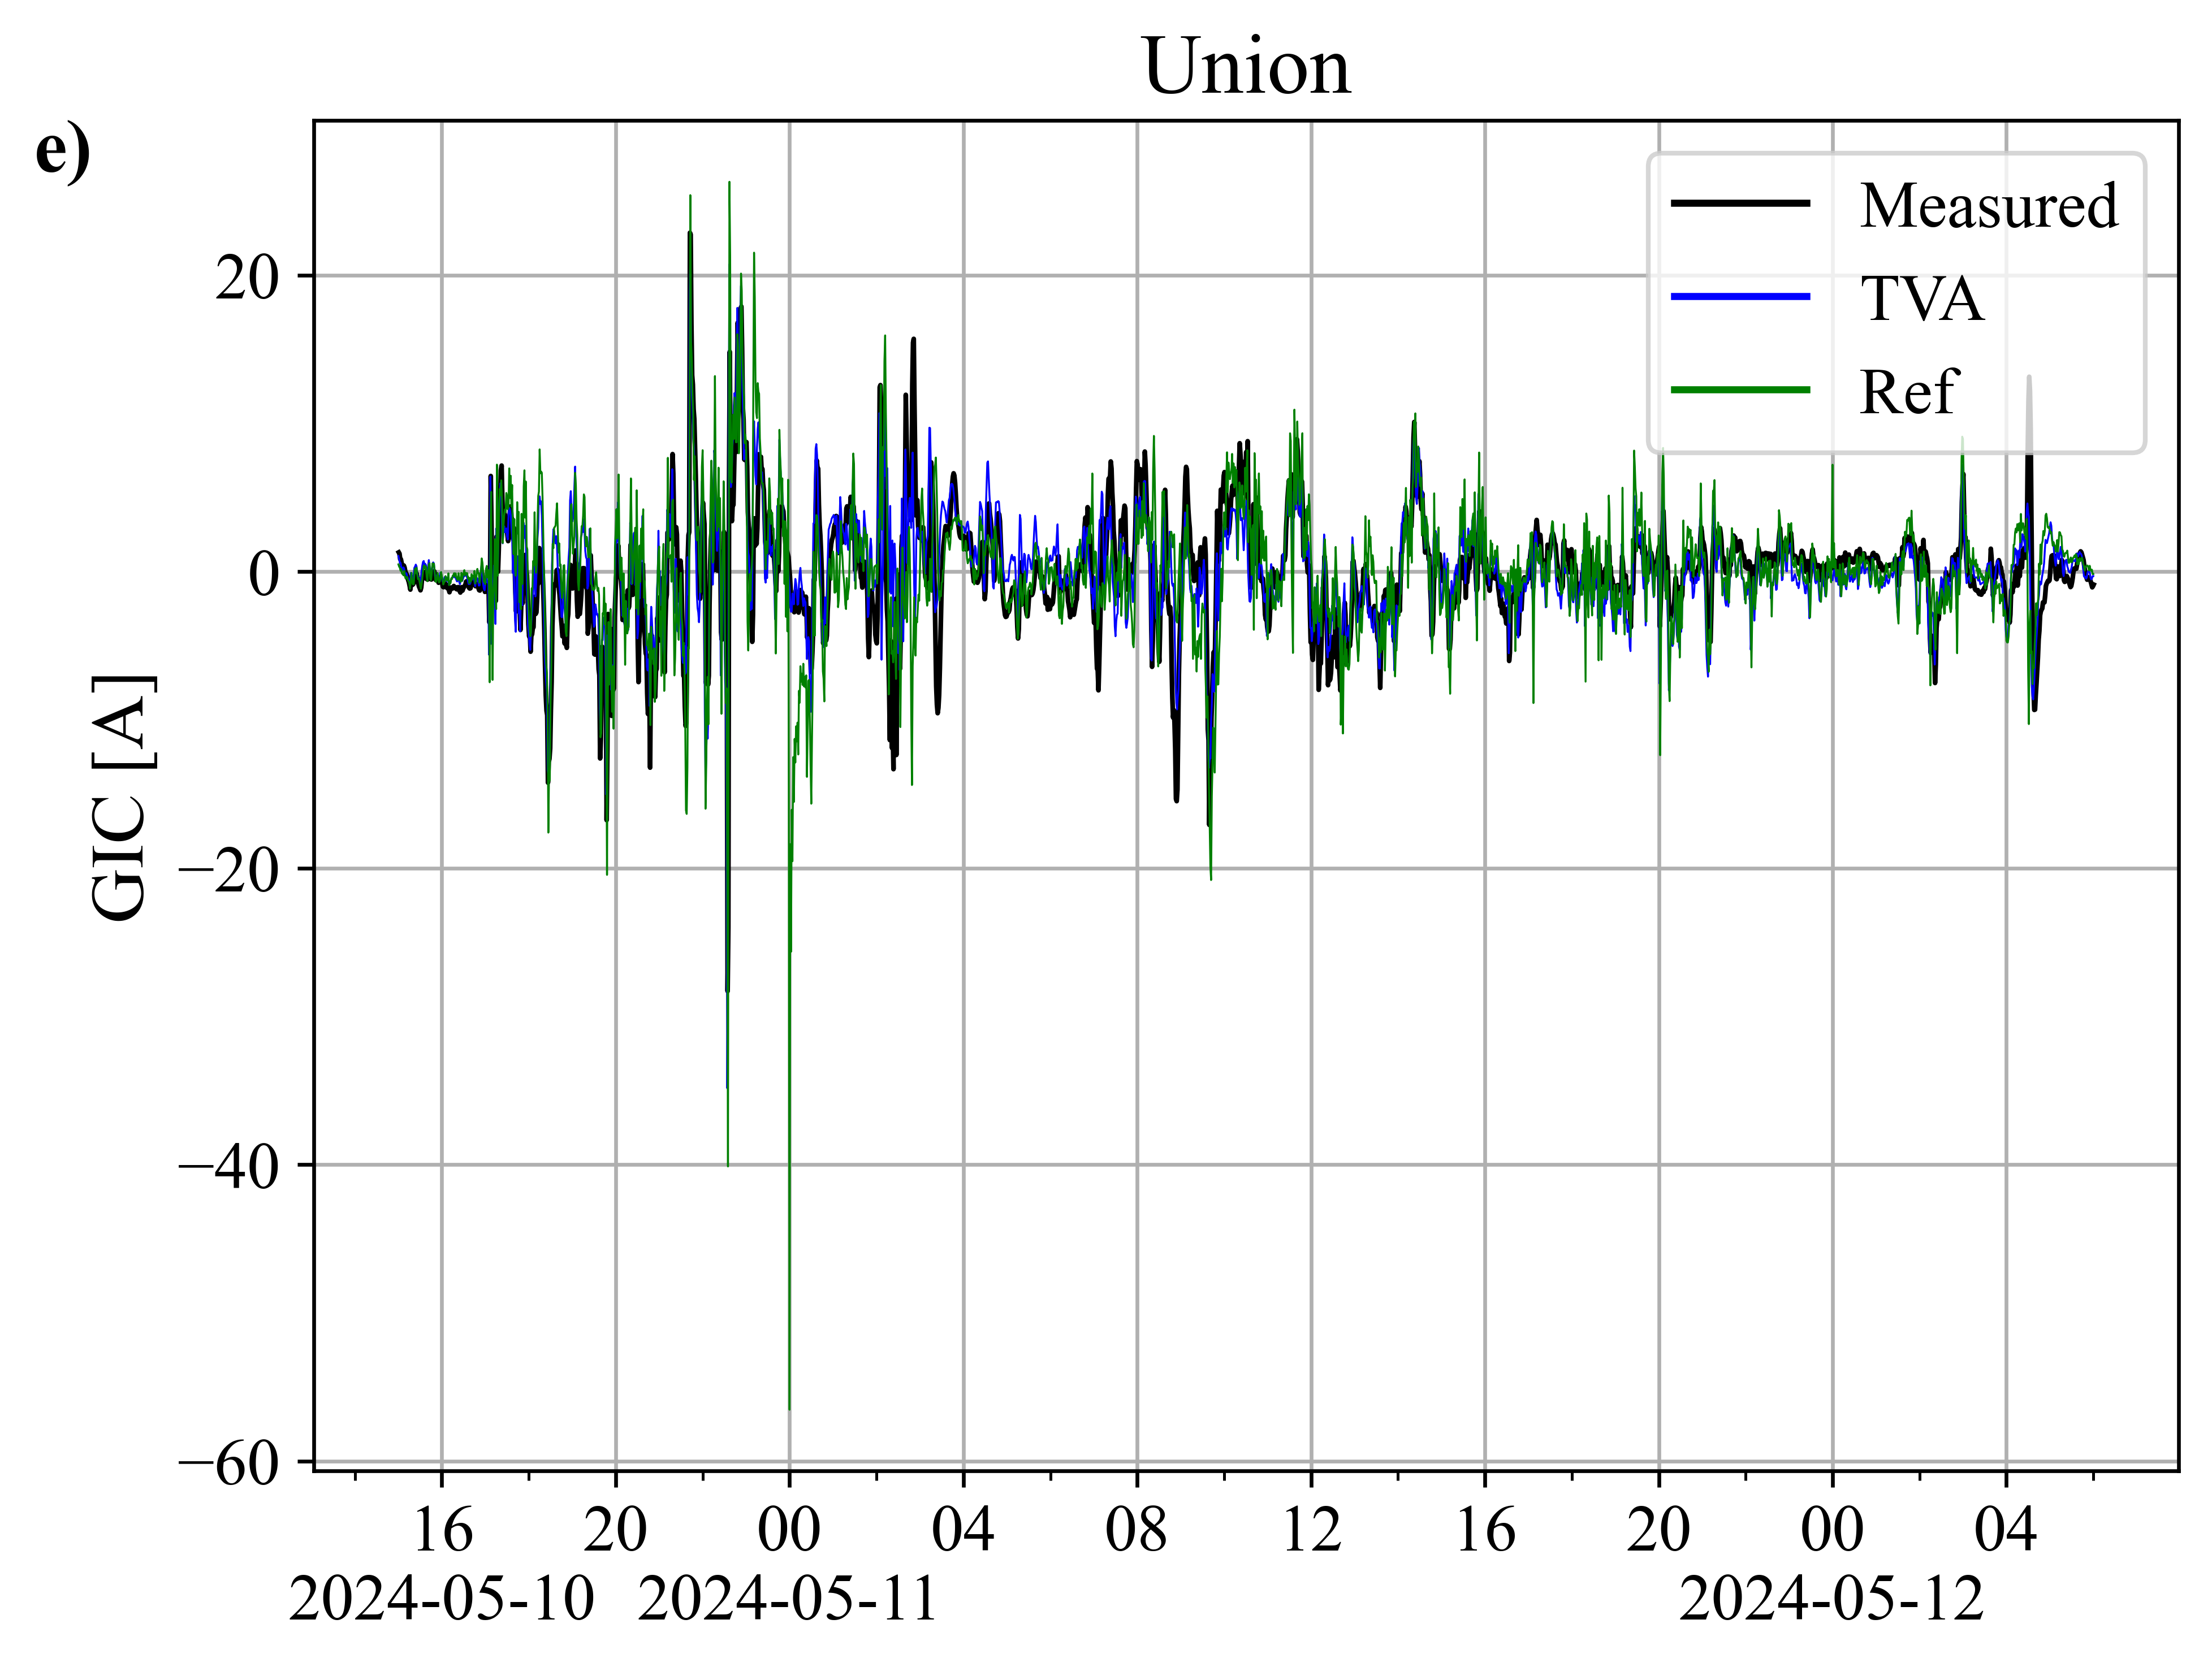 Union
e)
Measured
TVA
Ref
GIC [A]
20
0
−20
−40
−60
16 20 00 04 08 12 16 20 00 04
2024-05-10 2024-05-11 2024-05-12